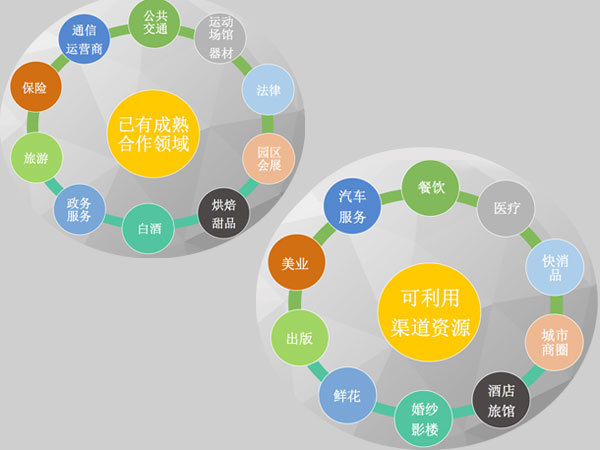 公共
交通
运动
场馆
器材
法律
园区
会展
烘焙
甜品
白酒
政务
服务
旅游
保险
通信
运营商
已有成熟
合作领域
餐饮
医疗
快消
品
城市
商圈
酒店
旅馆
婚纱
影楼
鲜花
出版
美业
汽车
服务
可利用
渠道资源